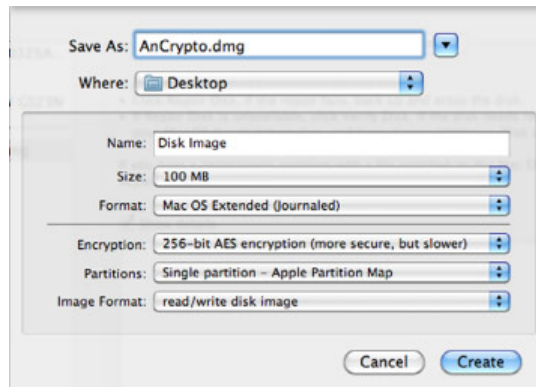 Save As: AnCrypto.dmg
Where: Desktop
Name: Disk Image
Size: 100 MB
Format: Mac OS Extended (Journaled)
Encryption: 256-bit AES encryption (more secure, but slower)
Partitions: Single partition – Apple Partition Map
Image Format: read/write disk image
Cancel Create